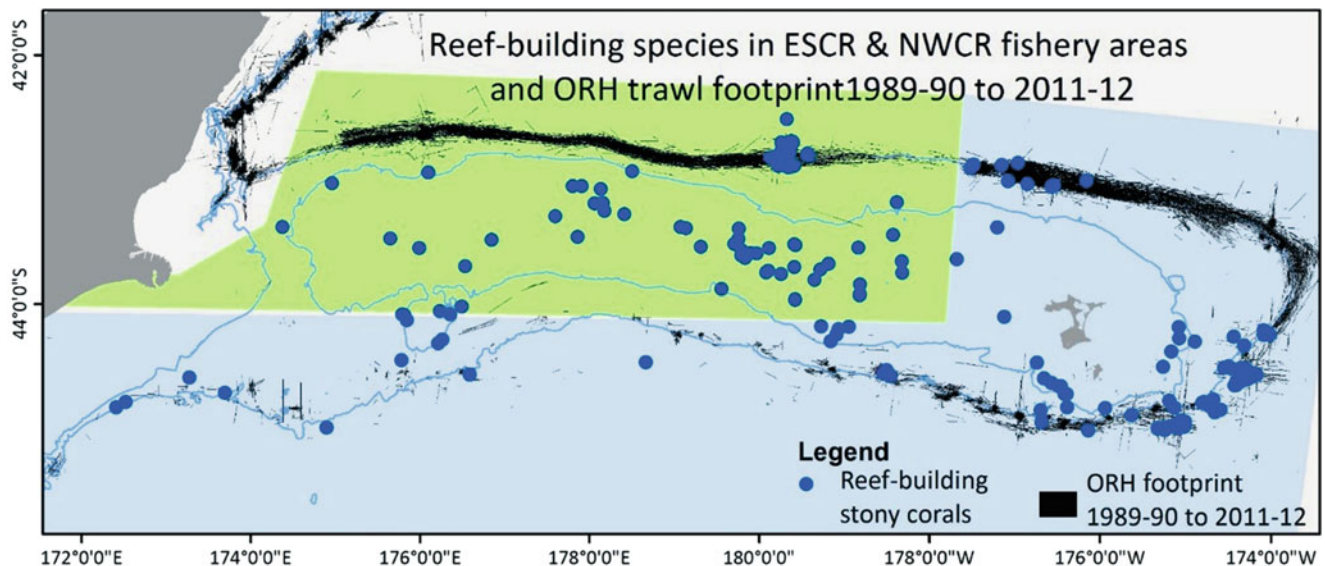 Reef-building species in ESCR & NWCR fishery areas
and ORH trawl footprint1989-90 to 2011-12
42°0'0"S
44°0'0"S
Legend
Reef-building
stony corals
ORH footprint
1989-90 to 2011-12
172°0'0"E
174°0'0"E
176°0'0"E
178°0'0"E
180°0'0"
178°0'0"W
176°0'0"W
174°0'0"W